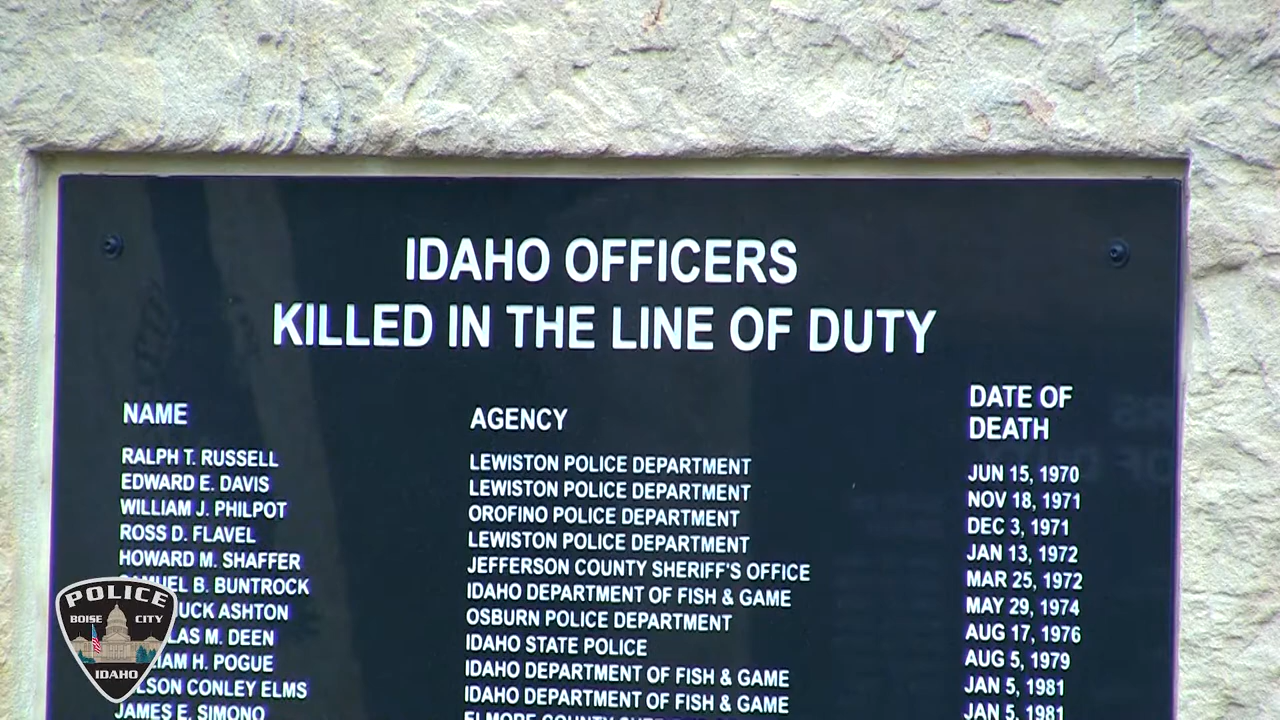 IDAHO OFFICERS
KILLED IN THE LINE OF DUTY
NAME AGENCY DATE OF DEATH
RALPH T. RUSSELL LEWISTON POLICE DEPARTMENT JUN 15, 1970
EDWARD E. DAVIS LEWISTON POLICE DEPARTMENT NOV 18, 1971
WILLIAM J. PHILPOT OROFINO POLICE DEPARTMENT DEC 3, 1971
ROSS D. FLAVEL LEWISTON POLICE DEPARTMENT JAN 13, 1972
HOWARD M. SHAFFER JEFFERSON COUNTY SHERIFF'S OFFICE MAR 25, 1972
B. BUNTROCK IDAHO DEPARTMENT OF FISH & GAME MAY 29, 1974
ASHTON OSBURN POLICE DEPARTMENT AUG 17, 1976
M. DEEN IDAHO STATE POLICE AUG 5, 1979
H. POGUE IDAHO DEPARTMENT OF FISH & GAME JAN 5, 1981
CONLEY ELMS IDAHO DEPARTMENT OF FISH & GAME JAN 5, 1981
JAMES E. SIMONO
POLICE
BOISE CITY
IDAHO